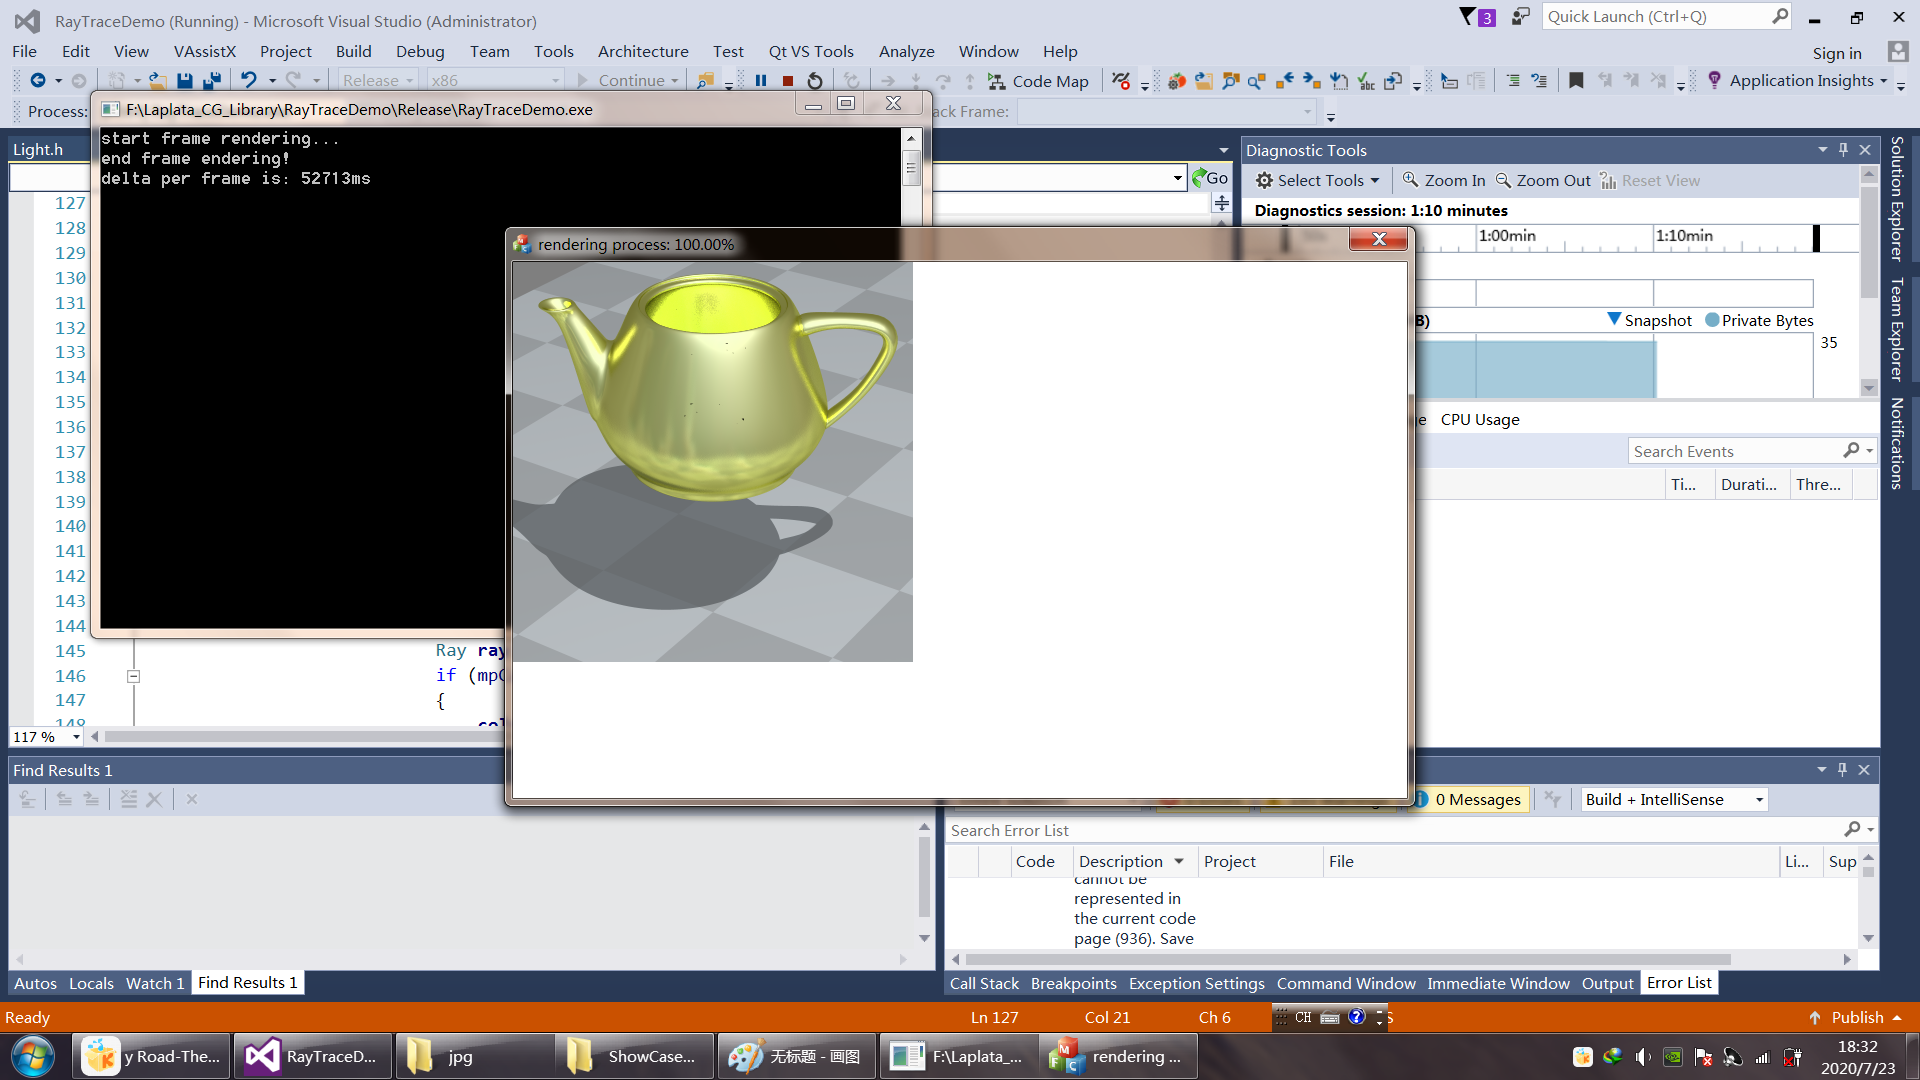 RayTraceDemo (Running) - Microsoft Visual Studio (Administrator)
3
Quick Launch (Ctrl+Q)
File Edit View VAssistX Project Build Debug Team Tools Architecture Test Qt VS Tools Analyze Window Help
Sign in
Release x86 Continue Code Map Application Insights
Process: ack Frame:
F:\Laplata_CG_Library\RayTraceDemo\Release\RayTraceDemo.exe
start frame rendering...
end frame endering!
delta per frame is: 52713ms
Light.h
Go
127
128
129
130
131
132
133
134
135
136
137
138
139
140
141
142
143
144
145 Ray ray
146 if (mpC
147 {
148 col
117 %
rendering process: 100.00%
Diagnostic Tools
Select Tools Zoom In Zoom Out Reset View
Diagnostics session: 1:10 minutes
1:00min 1:10min
B) Snapshot Private Bytes
35
ge CPU Usage
Search Events
Ti... Durati... Thre...
Solution Explorer
Team Explorer
Notifications
Find Results 1
0 Messages Build + IntelliSense
Search Error List
Code Description Project File Li... Sup
cannot be
represented in
the current code
page (936). Save
Autos Locals Watch 1 Find Results 1
Call Stack Breakpoints Exception Settings Command Window Immediate Window Output Error List
Ready Ln 127 Col 21 Ch 6 CH S Publish
y Road-The... RayTraceD... jpg ShowCase... 无标题 - 画图 F:\Laplata_... rendering ...
18:32
2020/7/23